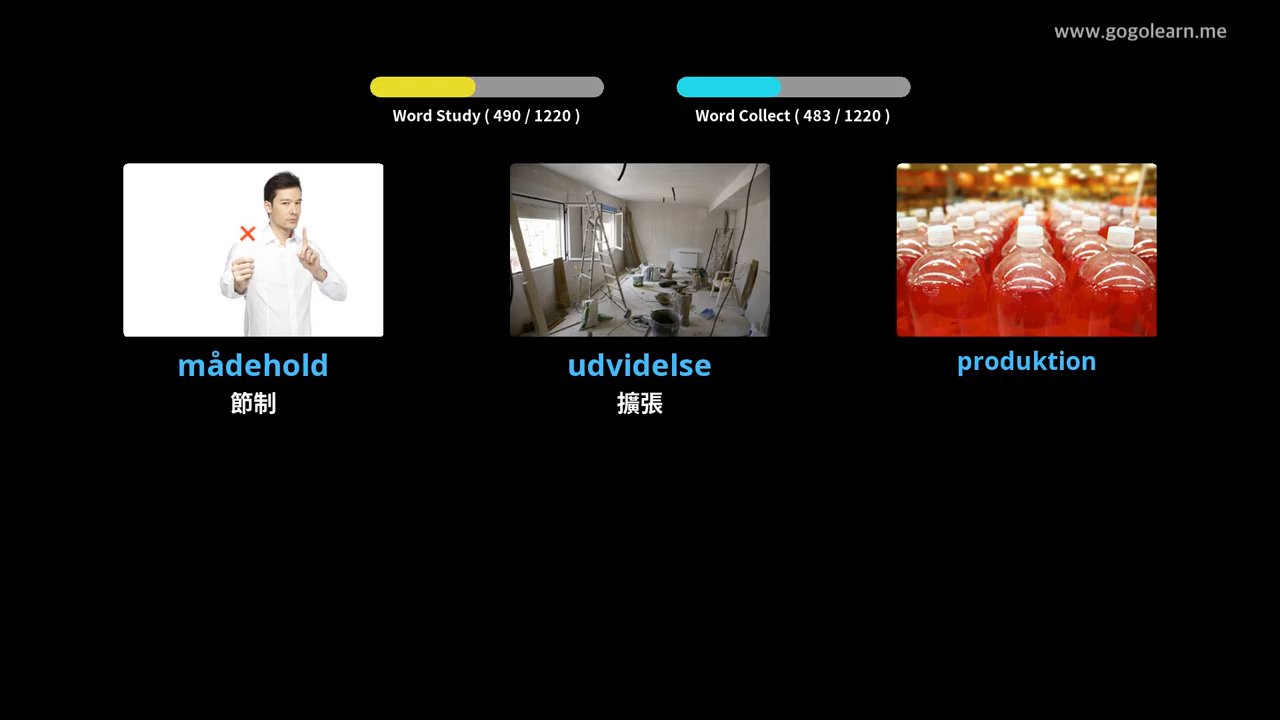 www.gogolearn.me
Word Study ( 490 / 1220 )
Word Collect ( 483 / 1220 )
mådehold
節制
udvidelse
擴張
produktion